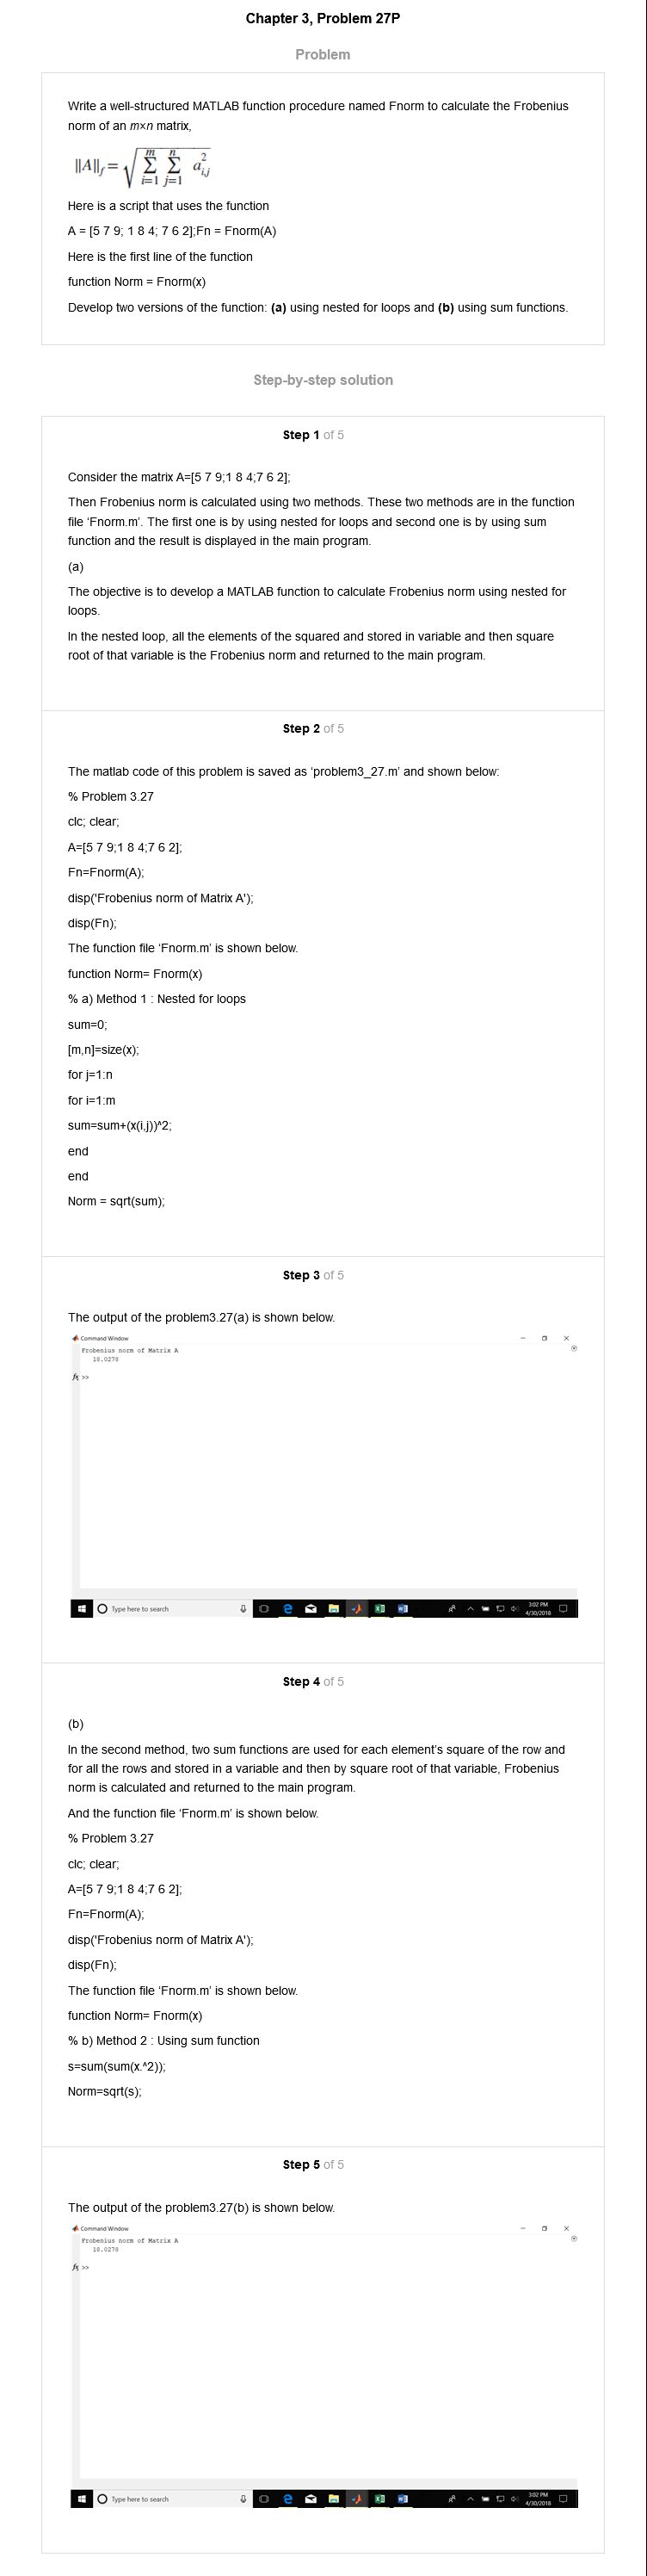 Chapter 3, Problem 27P
Problem
Write a well-structured MATLAB function procedure named Fnorm to calculate the Frobenius
norm of an m×n matrix,
||A||f = √ m∑i=1 n∑j=1 a²i,j
Here is a script that uses the function
A = [5 7 9; 1 8 4; 7 6 2];Fn = Fnorm(A)
Here is the first line of the function
function Norm = Fnorm(x)
Develop two versions of the function: (a) using nested for loops and (b) using sum functions.
Step-by-step solution
Step 1 of 5
Consider the matrix A=[5 7 9;1 8 4;7 6 2];
Then Frobenius norm is calculated using two methods. These two methods are in the function
file ‘Fnorm.m’. The first one is by using nested for loops and second one is by using sum
function and the result is displayed in the main program.
(a)
The objective is to develop a MATLAB function to calculate Frobenius norm using nested for
loops.
In the nested loop, all the elements of the squared and stored in variable and then square
root of that variable is the Frobenius norm and returned to the main program.
Step 2 of 5
The matlab code of this problem is saved as ‘problem3_27.m’ and shown below:
% Problem 3.27
clc; clear;
A=[5 7 9;1 8 4;7 6 2];
Fn=Fnorm(A);
disp('Frobenius norm of Matrix A');
disp(Fn);
The function file ‘Fnorm.m’ is shown below.
function Norm= Fnorm(x)
% a) Method 1 : Nested for loops
sum=0;
[m,n]=size(x);
for j=1:n
for i=1:m
sum=sum+(x(i,j))^2;
end
end
Norm = sqrt(sum);
Step 3 of 5
The output of the problem3.27(a) is shown below.
Command Window
Frobenius norm of Matrix A
18.0278
fx >>
Type here to search
3:02 PM
4/30/2018
Step 4 of 5
(b)
In the second method, two sum functions are used for each element’s square of the row and
for all the rows and stored in a variable and then by square root of that variable, Frobenius
norm is calculated and returned to the main program.
And the function file ‘Fnorm.m’ is shown below.
% Problem 3.27
clc; clear;
A=[5 7 9;1 8 4;7 6 2];
Fn=Fnorm(A);
disp('Frobenius norm of Matrix A');
disp(Fn);
The function file ‘Fnorm.m’ is shown below.
function Norm= Fnorm(x)
% b) Method 2 : Using sum function
s=sum(sum(x.^2));
Norm=sqrt(s);
Step 5 of 5
The output of the problem3.27(b) is shown below.
Command Window
Frobenius norm of Matrix A
18.0278
fx >>
Type here to search
3:02 PM
4/30/2018